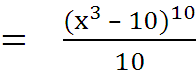 = (x³ – 10)¹⁰
10